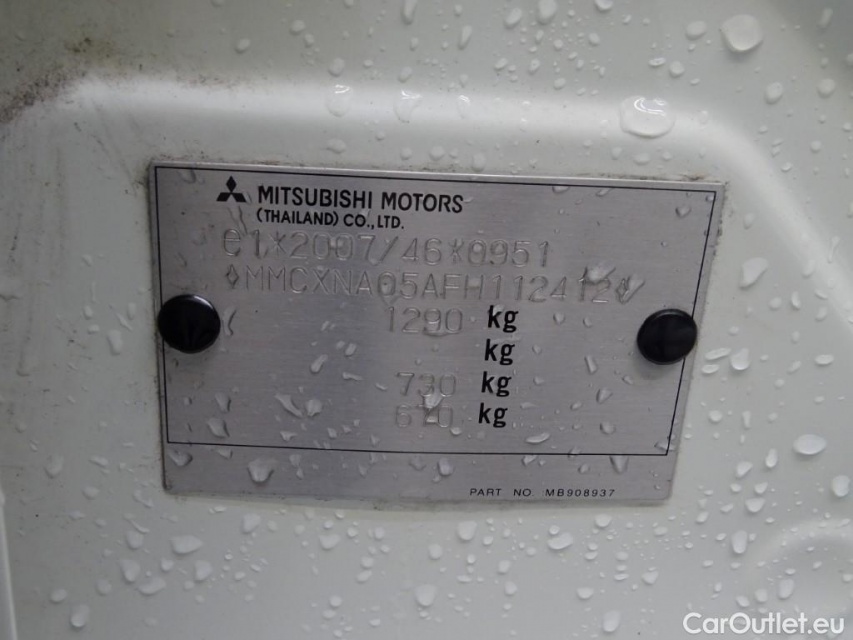 MITSUBISHI MOTORS
(THAILAND) CO.,LTD.
e1*2007/46*0951
◊MMCXNA05AFH112412◊
1290 kg
kg
730 kg
670 kg
PART NO. MB908937
CarOutlet.eu